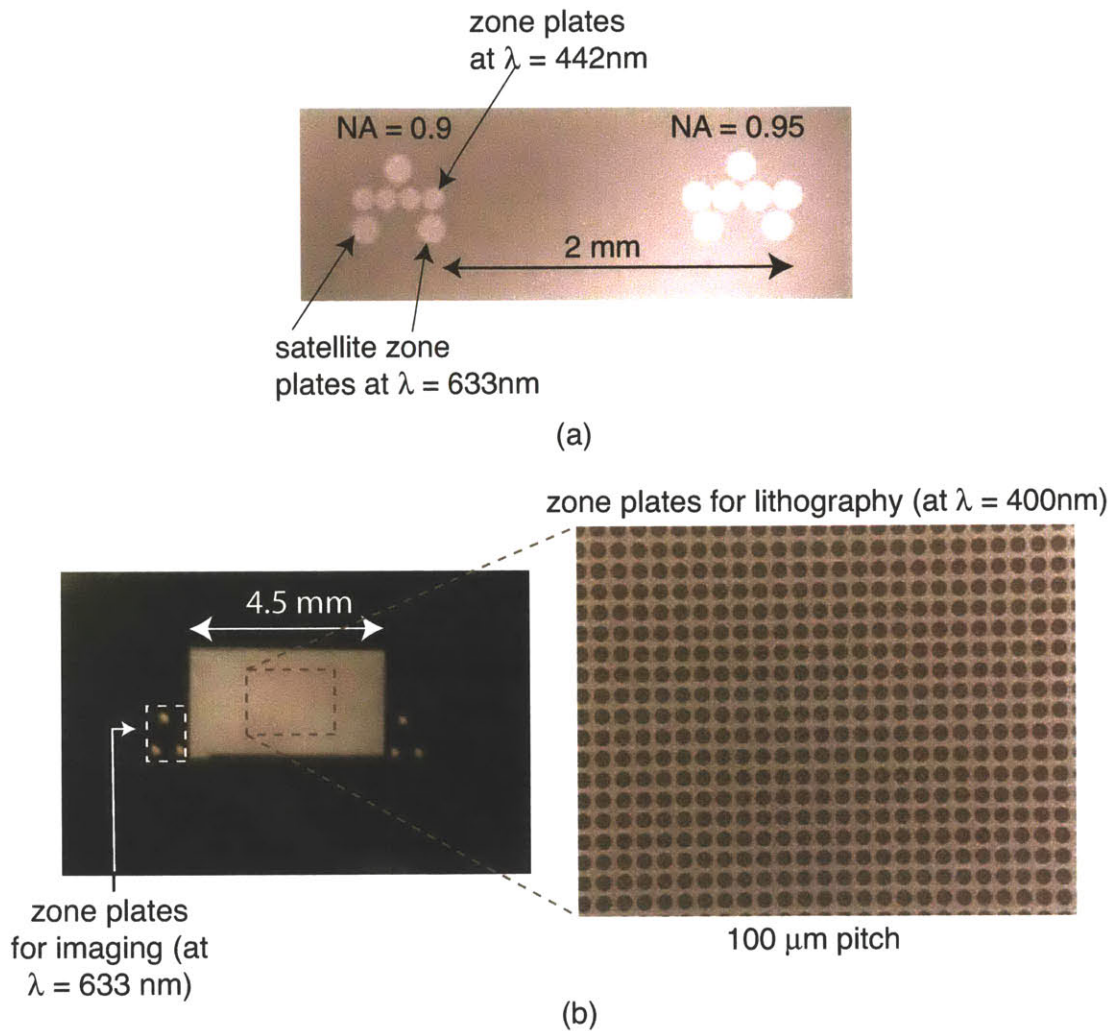 zone plates
at λ = 442nm
NA = 0.9
NA = 0.95
2 mm
satellite zone
plates at λ = 633nm
(a)
zone plates for lithography (at λ = 400nm)
4.5 mm
zone plates
for imaging (at
λ = 633 nm)
100 μm pitch
(b)